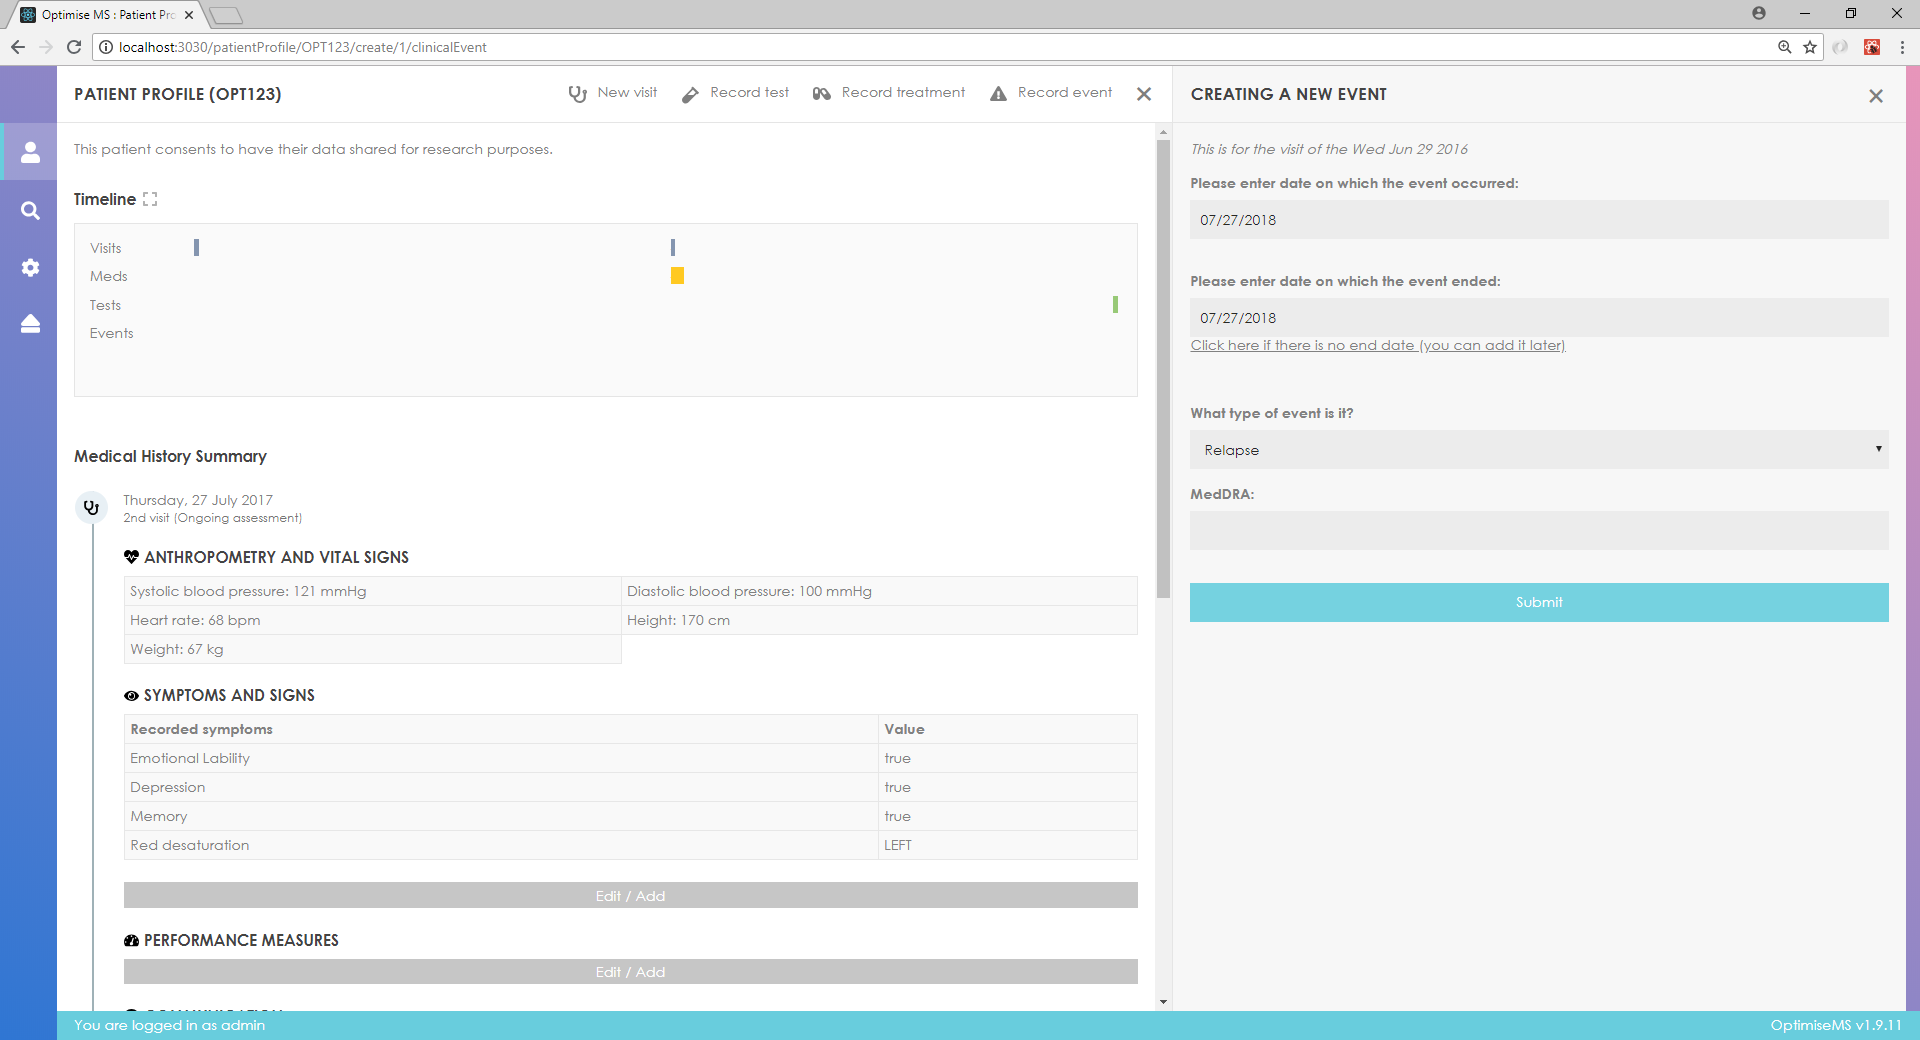 Optimise MS : Patient Pro
localhost:3030/patientProfile/OPT123/create/1/clinicalEvent
PATIENT PROFILE (OPT123)
New visit
Record test
Record treatment
Record event
This patient consents to have their data shared for research purposes.
Timeline
Visits
Meds
Tests
Events
Medical History Summary
Thursday, 27 July 2017
2nd visit (Ongoing assessment)
ANTHROPOMETRY AND VITAL SIGNS
Systolic blood pressure: 121 mmHg
Diastolic blood pressure: 100 mmHg
Heart rate: 68 bpm
Height: 170 cm
Weight: 67 kg
SYMPTOMS AND SIGNS
Recorded symptoms
Value
Emotional Lability
true
Depression
true
Memory
true
Red desaturation
LEFT
Edit / Add
PERFORMANCE MEASURES
Edit / Add
CREATING A NEW EVENT
This is for the visit of the Wed Jun 29 2016
Please enter date on which the event occurred:
07/27/2018
Please enter date on which the event ended:
07/27/2018
Click here if there is no end date (you can add it later)
What type of event is it?
Relapse
MedDRA:
Submit
You are logged in as admin
OptimiseMS v1.9.11